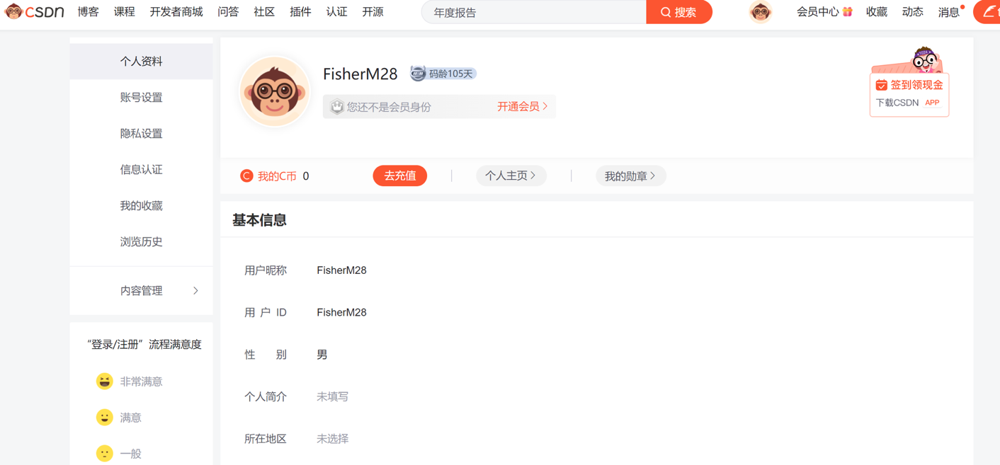 CSDN 博客 课程 开发者商城 问答 社区 插件 认证 开源 年度报告 搜索 会员中心 收藏 动态 消息
个人资料
账号设置
隐私设置
信息认证
我的收藏
浏览历史
内容管理
“登录/注册”流程满意度
非常满意
满意
一般
FisherM28 码龄105天
您还不是会员身份 开通会员
签到领现金
下载CSDN APP
我的C币 0 去充值 个人主页 我的勋章
基本信息
用户昵称 FisherM28
用户ID FisherM28
性别 男
个人简介 未填写
所在地区 未选择